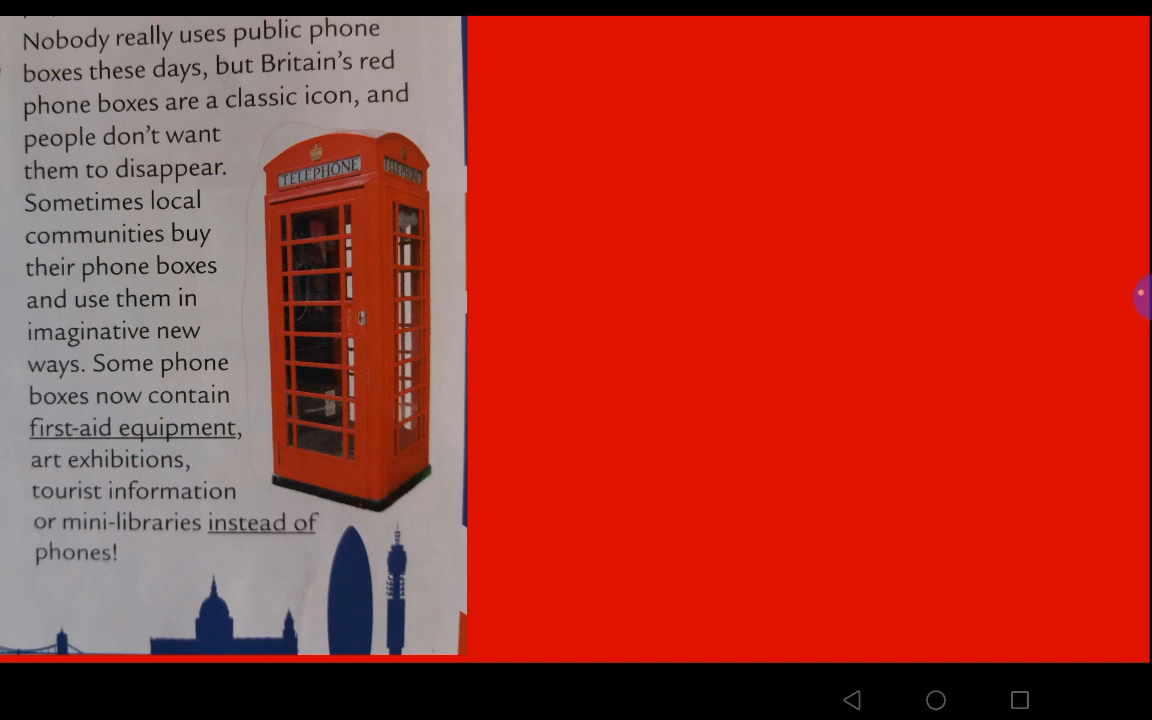 Nobody really uses public phone
boxes these days, but Britain's red
phone boxes are a classic icon, and
people don't want
them to disappear.
Sometimes local
communities buy
their phone boxes
and use them in
imaginative new
ways. Some phone
boxes now contain
first-aid equipment,
art exhibitions,
tourist information
or mini-libraries instead of
phones!
TELEPHONE
TELEPHONE